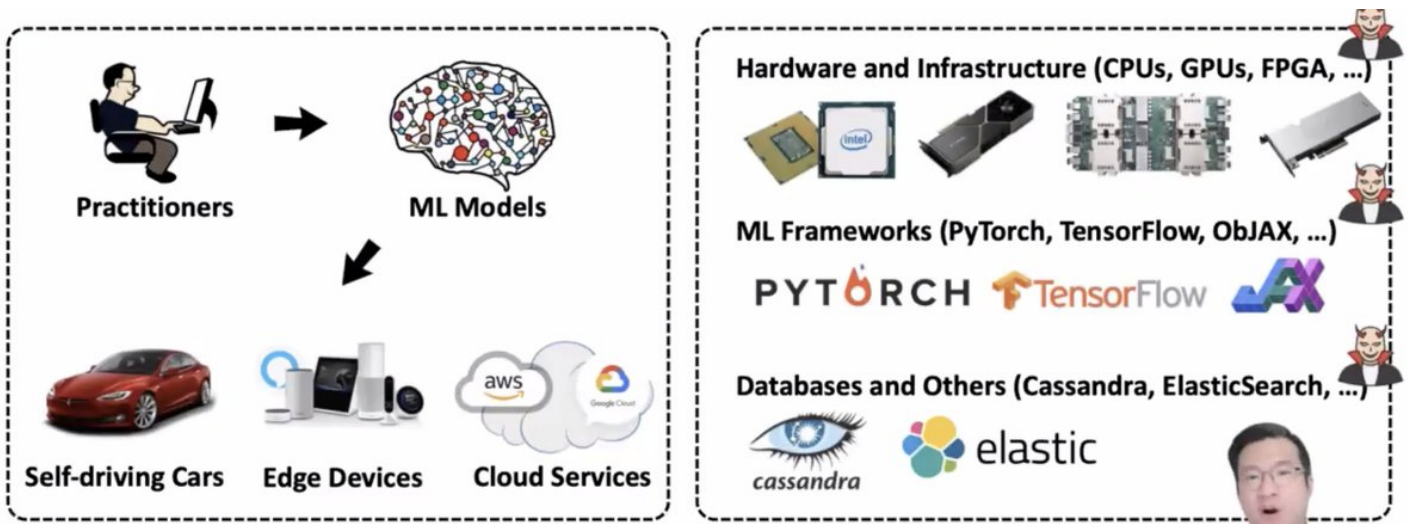 Practitioners
ML Models
Self-driving Cars
Edge Devices
aws
Google Cloud
Cloud Services
Hardware and Infrastructure (CPUs, GPUs, FPGA, ...)
intel
ML Frameworks (PyTorch, TensorFlow, ObJAX, ...)
PYTORCH
TensorFlow
JAX
Databases and Others (Cassandra, ElasticSearch, ...)
cassandra
elastic